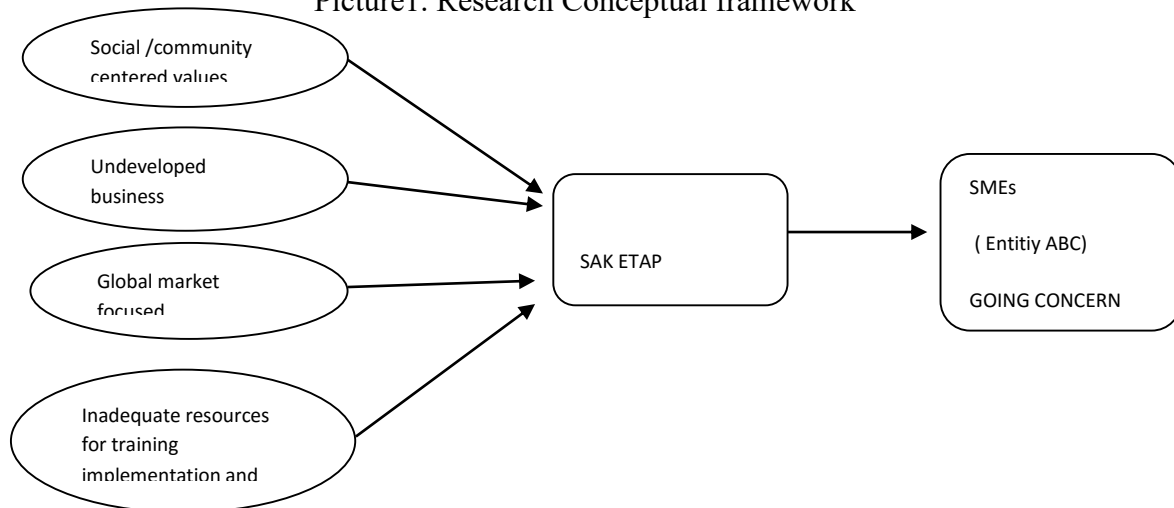 Picture1. Research Conceptual framework
Social /community
centered values
Undeveloped
business
Global market
focused
Inadequate resources
for training
implementation and
SAK ETAP
SMEs
( Entitiy ABC)
GOING CONCERN